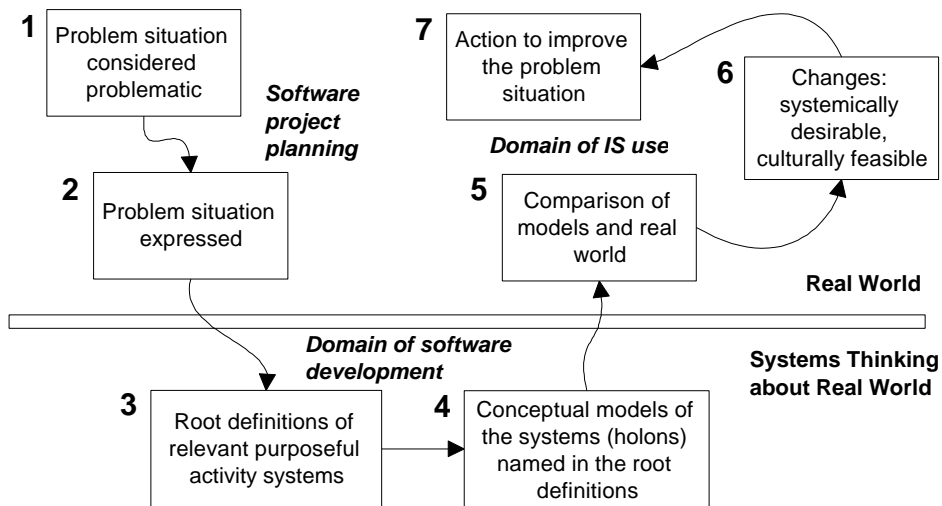 1
Problem situation
considered
problematic
Software
project
planning
2
Problem situation
expressed
3
Root definitions of
relevant purposeful
activity systems
Domain of software
development
4
Conceptual models of
the systems (holons)
named in the root
definitions
5
Comparison of
models and real
world
Domain of IS use
6
Changes:
systemically
desirable,
culturally feasible
7
Action to improve
the problem
situation
Real World
Systems Thinking
about Real World